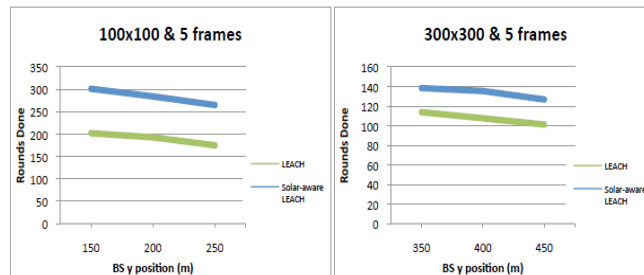 100x100 & 5 frames
350
300
250
200
150
100
50
0
Rounds Done
150 200 250
BS y position (m)
LEACH
Solar-aware
LEACH
300x300 & 5 frames
160
140
120
100
80
60
40
20
0
Rounds Done
350 400 450
BS y position (m)
LEACH
Solar-aware
LEACH